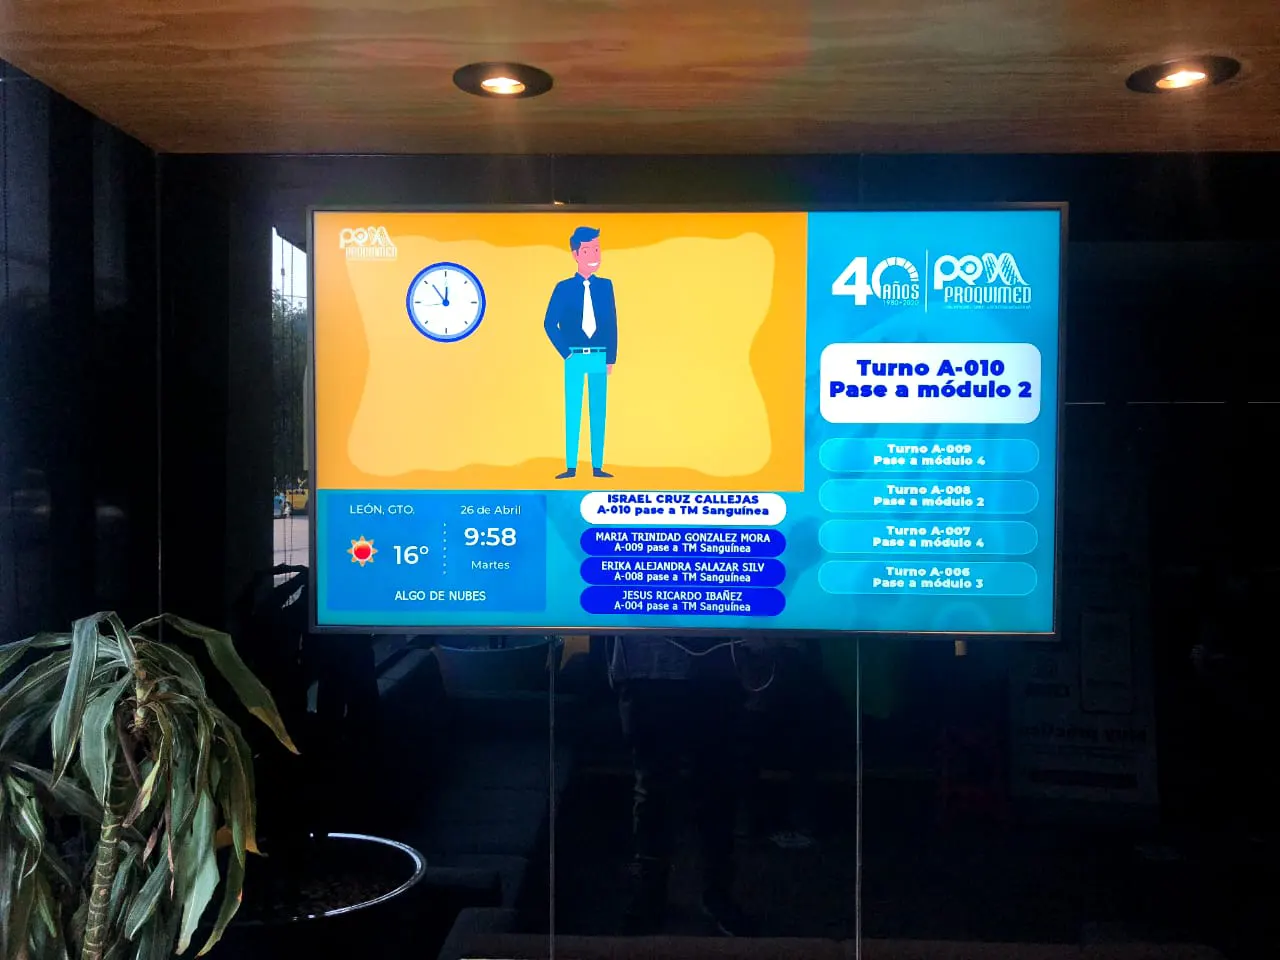 PROQUIMED
LEÓN, GTO.
16°
26 de Abril
9:58
Martes
ALGO DE NUBES
ISRAEL CRUZ CALLEJAS
A-010 pase a TM Sanguínea
MARIA TRINIDAD GONZALEZ MORA
A-009 pase a TM Sanguínea
ERIKA ALEJANDRA SALAZAR SILV
A-008 pase a TM Sanguínea
JESUS RICARDO IBAÑEZ
A-004 pase a TM Sanguínea
40
AÑOS
1980-2020
PROQUIMED
Turno A-010
Pase a módulo 2
Turno A-009
Pase a módulo 4
Turno A-008
Pase a módulo 2
Turno A-007
Pase a módulo 4
Turno A-006
Pase a módulo 3